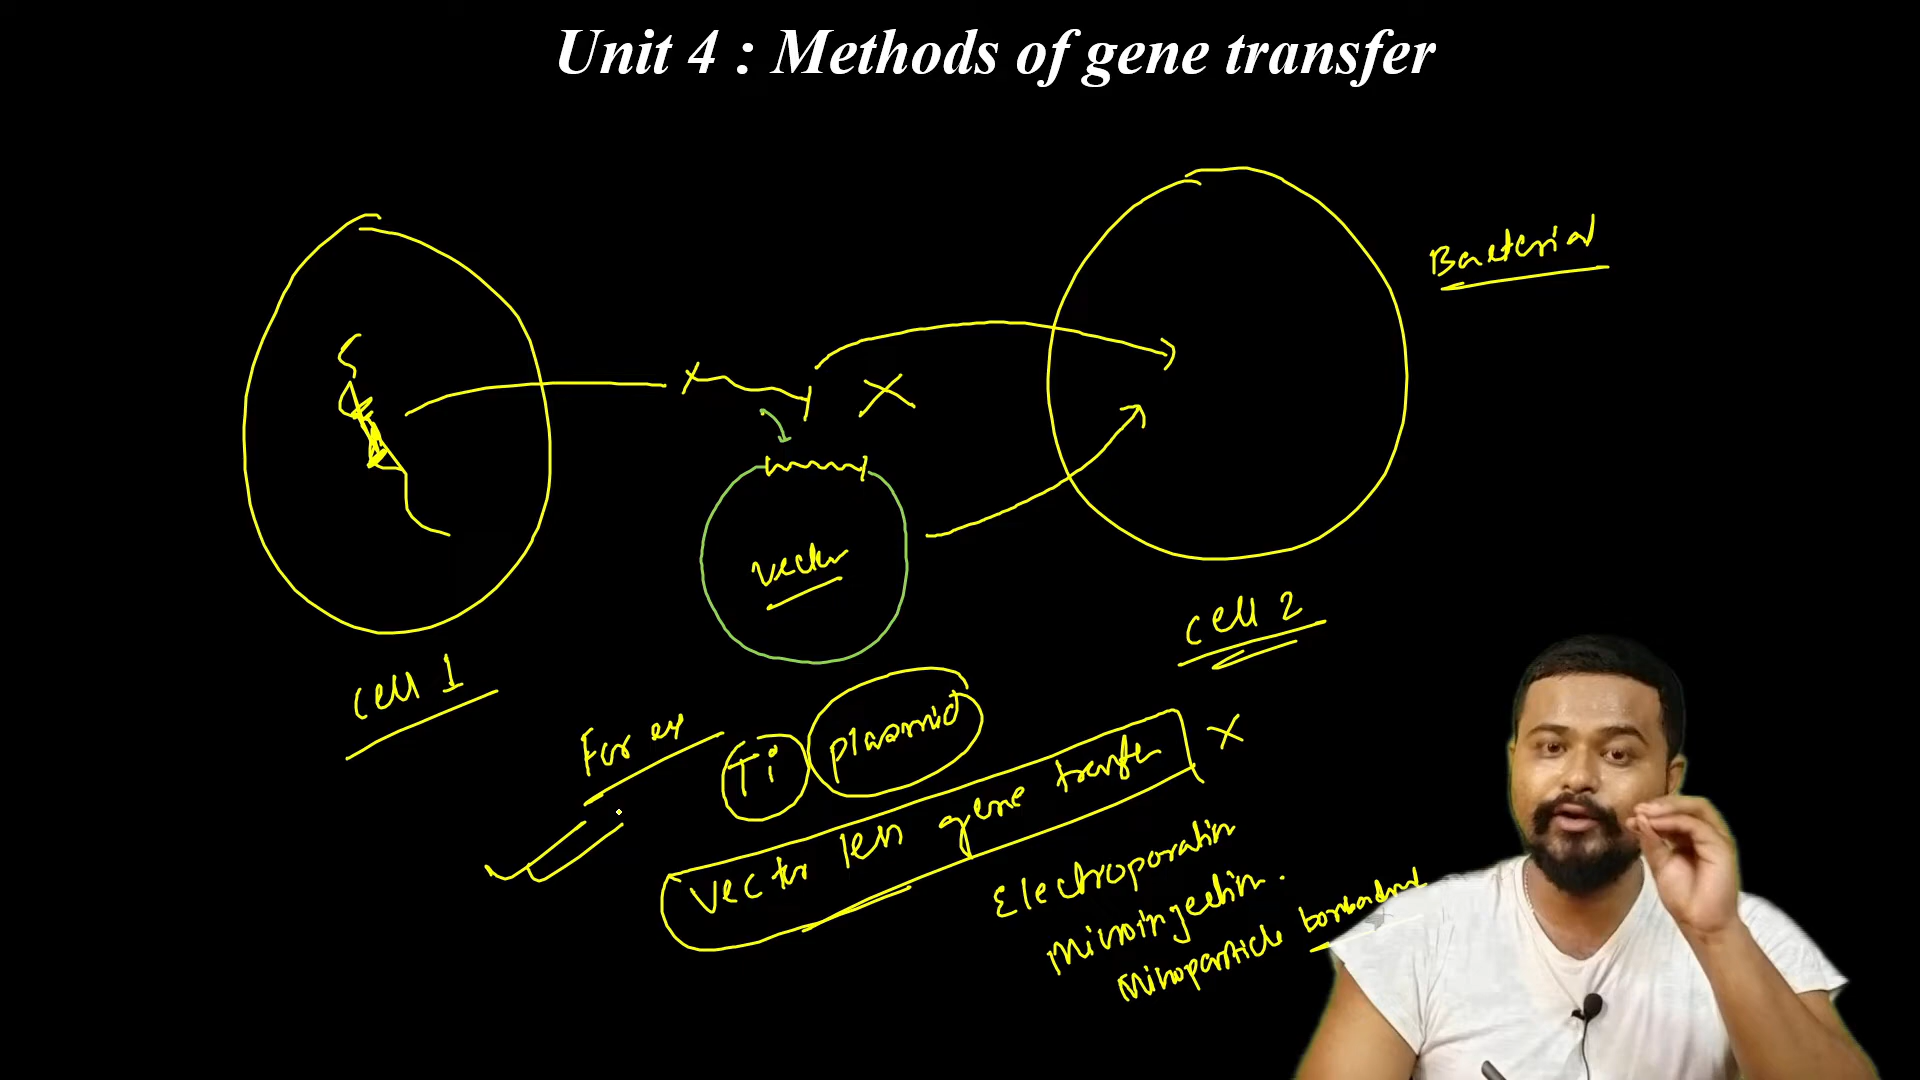 Unit 4 : Methods of gene transfer
Bacterial
vector
cell 2
cell 1
For ex
Ti plasmid
vector less gene transfer
Electroporation
Microinjection.
Microparticle bombardment